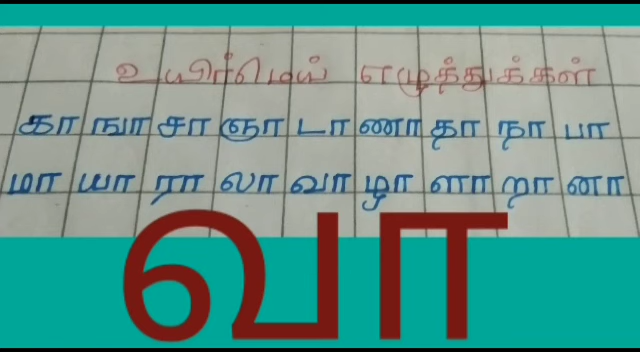 உயிர்மெய் எழுத்துக்கள்
கா ஙா சா ஞா டா ணா தா நா பா
மா யா ரா லா வா ழா ளா றா னா
வா